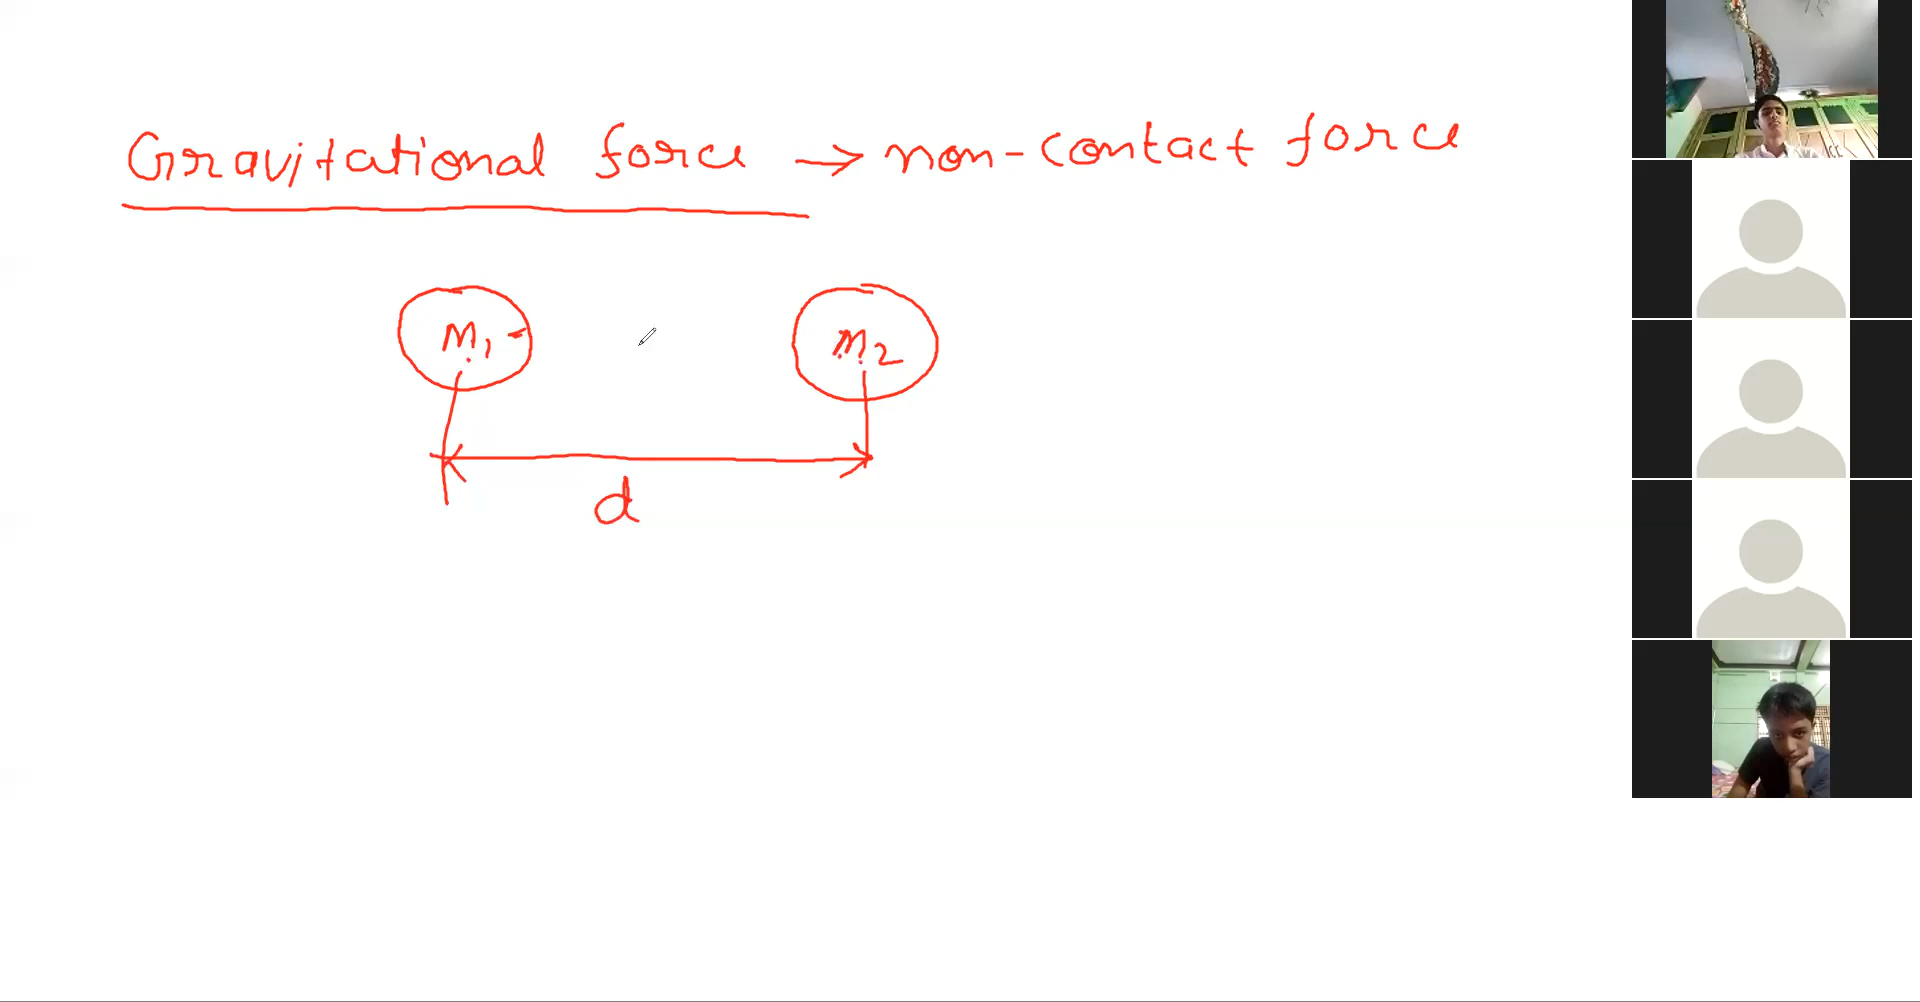 Gravitational force → non-contact force
M1 M2
d